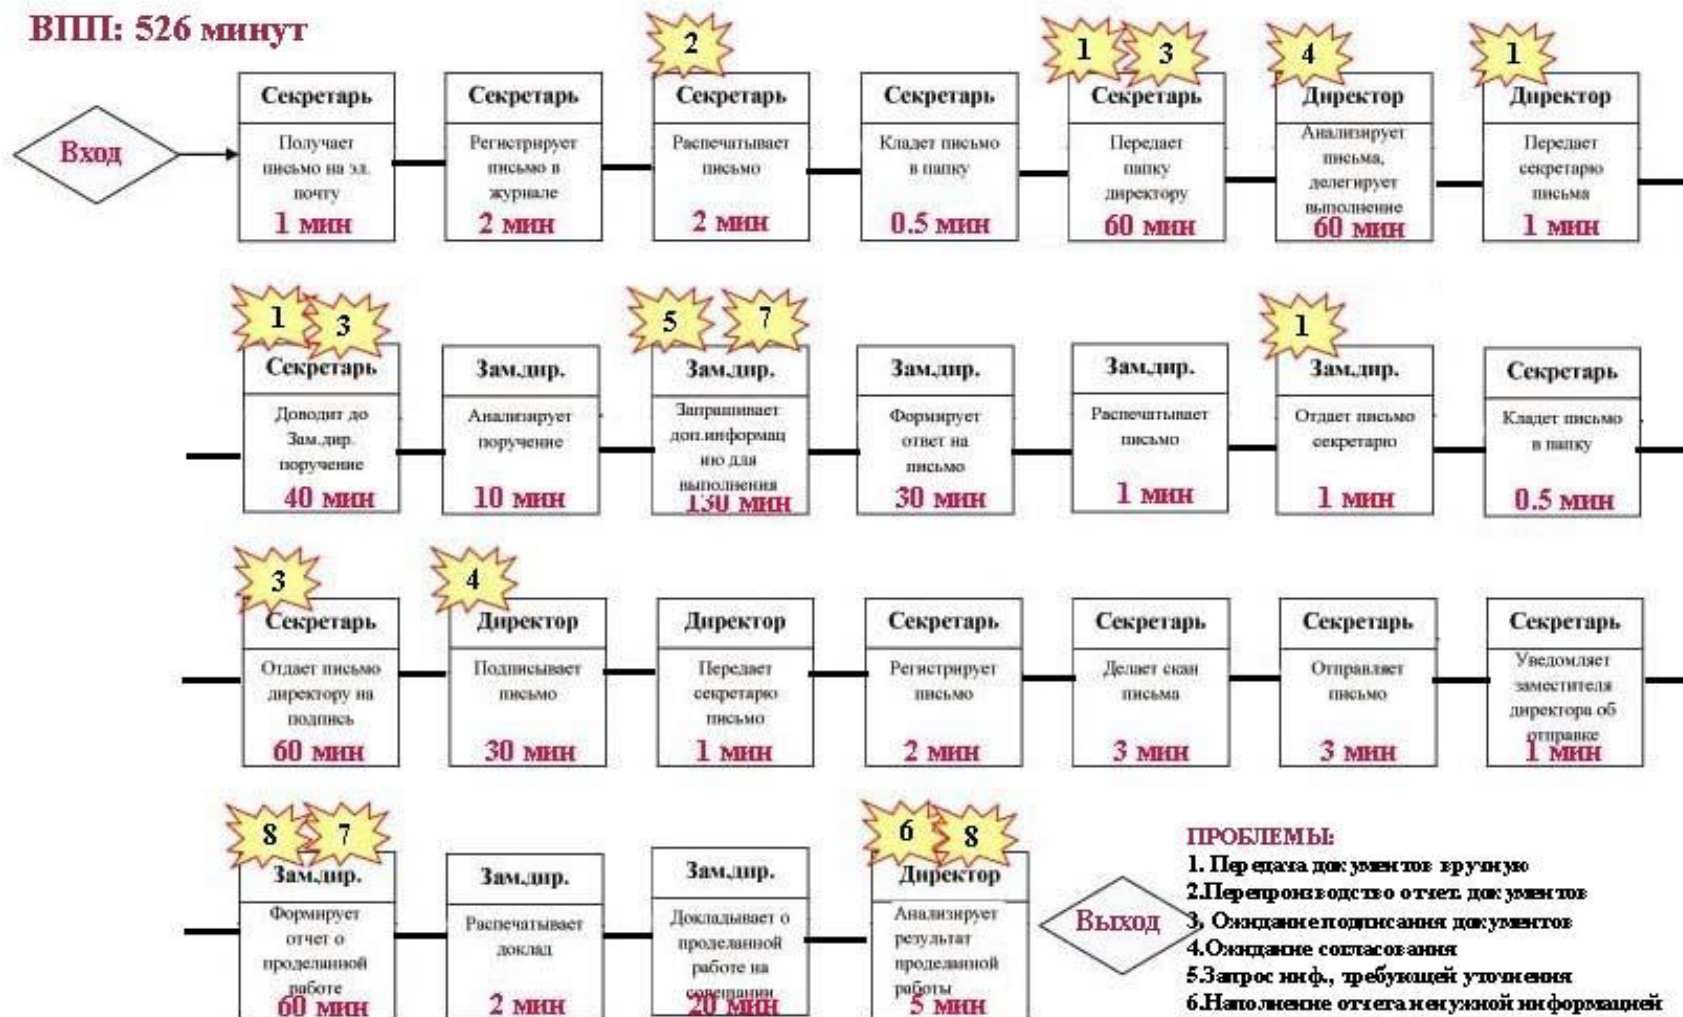 ВПП: 526 минут
2
1
3
4
1
Вход
Секретарь
Получает
письмо на эл.
почту
1 мин
Секретарь
Регистрирует
письмо в
журнале
2 мин
Секретарь
Распечатывает
письмо
2 мин
Секретарь
Кладет письмо
в папку
0.5 мин
Секретарь
Передает
папку
директору
60 мин
Директор
Анализирует
письма,
делегирует
выполнение
60 мин
Директор
Передает
секретарю
письма
1 мин
1
3
5
7
1
Секретарь
Доводит до
Зам.дир.
поручение
40 мин
Зам.дир.
Анализирует
поручение
10 мин
Зам.дир.
Запрашивает
доп.информац
ию для
выполнения
130 мин
Зам.дир.
Формирует
ответ на
письмо
30 мин
Зам.дир.
Распечатывает
письмо
1 мин
Зам.дир.
Отдает письмо
секретарю
1 мин
Секретарь
Кладет письмо
в папку
0.5 мин
3
4
Секретарь
Отдает письмо
директору на
подпись
60 мин
Директор
Подписывает
письмо
30 мин
Директор
Передает
секретарю
письмо
1 мин
Секретарь
Регистрирует
письмо
2 мин
Секретарь
Делает скан
письма
3 мин
Секретарь
Отправляет
письмо
3 мин
Секретарь
Уведомляет
заместителя
директора об
отправке
1 мин
8
7
6
8
Зам.дир.
Формирует
отчет о
проделанной
работе
60 мин
Зам.дир.
Распечатывает
доклад
2 мин
Зам.дир.
Докладывает о
проделанной
работе на
совещании
20 мин
Директор
Анализирует
результат
проделанной
работы
5 мин
Выход
ПРОБЛЕМЫ:
1. Передача документов вручную
2.Перепроизводство отчет. документов
3. Ожидание подписания документов
4.Ожидание согласования
5.Запрос инф., требующей уточнения
6.Наполнение отчета ненужной информацией